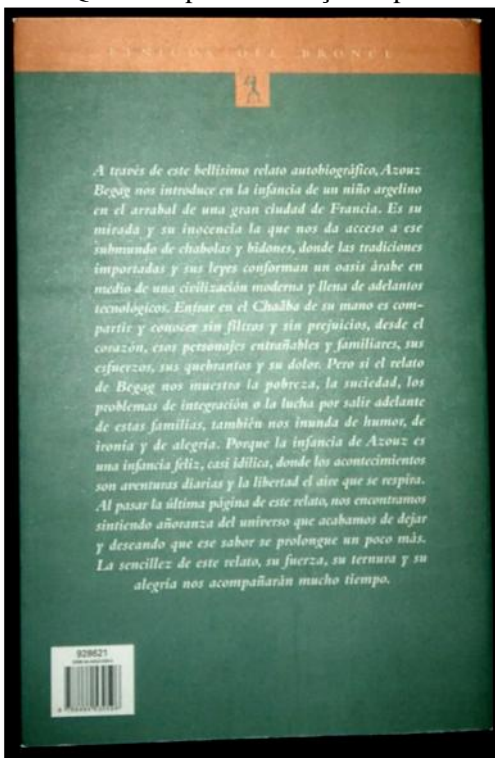 ÉTNICOS DEL BRONCE
A través de este bellísimo relato autobiográfico, Azouz
Begag nos introduce en la infancia de un niño argelino
en el arrabal de una gran ciudad de Francia. Es su
mirada y su inocencia la que nos da acceso a ese
submundo de chabolas y bidones, donde las tradiciones
importadas y sus leyes conforman un oasis árabe en
medio de una civilización moderna y llena de adelantos
tecnológicos. Entrar en el Chaâba de su mano es com-
partir y conocer sin filtros y sin prejuicios, desde el
corazón, esos personajes entrañables y familiares, sus
esfuerzos, sus quebrantos y su dolor. Pero si el relato
de Begag nos muestra la pobreza, la suciedad, los
problemas de integración o la lucha por salir adelante
de estas familias, también nos inunda de humor, de
ironía y de alegría. Porque la infancia de Azouz es
una infancia feliz, casi idílica, donde los acontecimientos
son aventuras diarias y la libertad el aire que se respira.
Al pasar la última página de este relato, nos encontramos
sintiendo añoranza del universo que acabamos de dejar
y deseando que ese sabor se prolongue un poco más.
La sencillez de este relato, su fuerza, su ternura y su
alegría nos acompañarán mucho tiempo.
928621